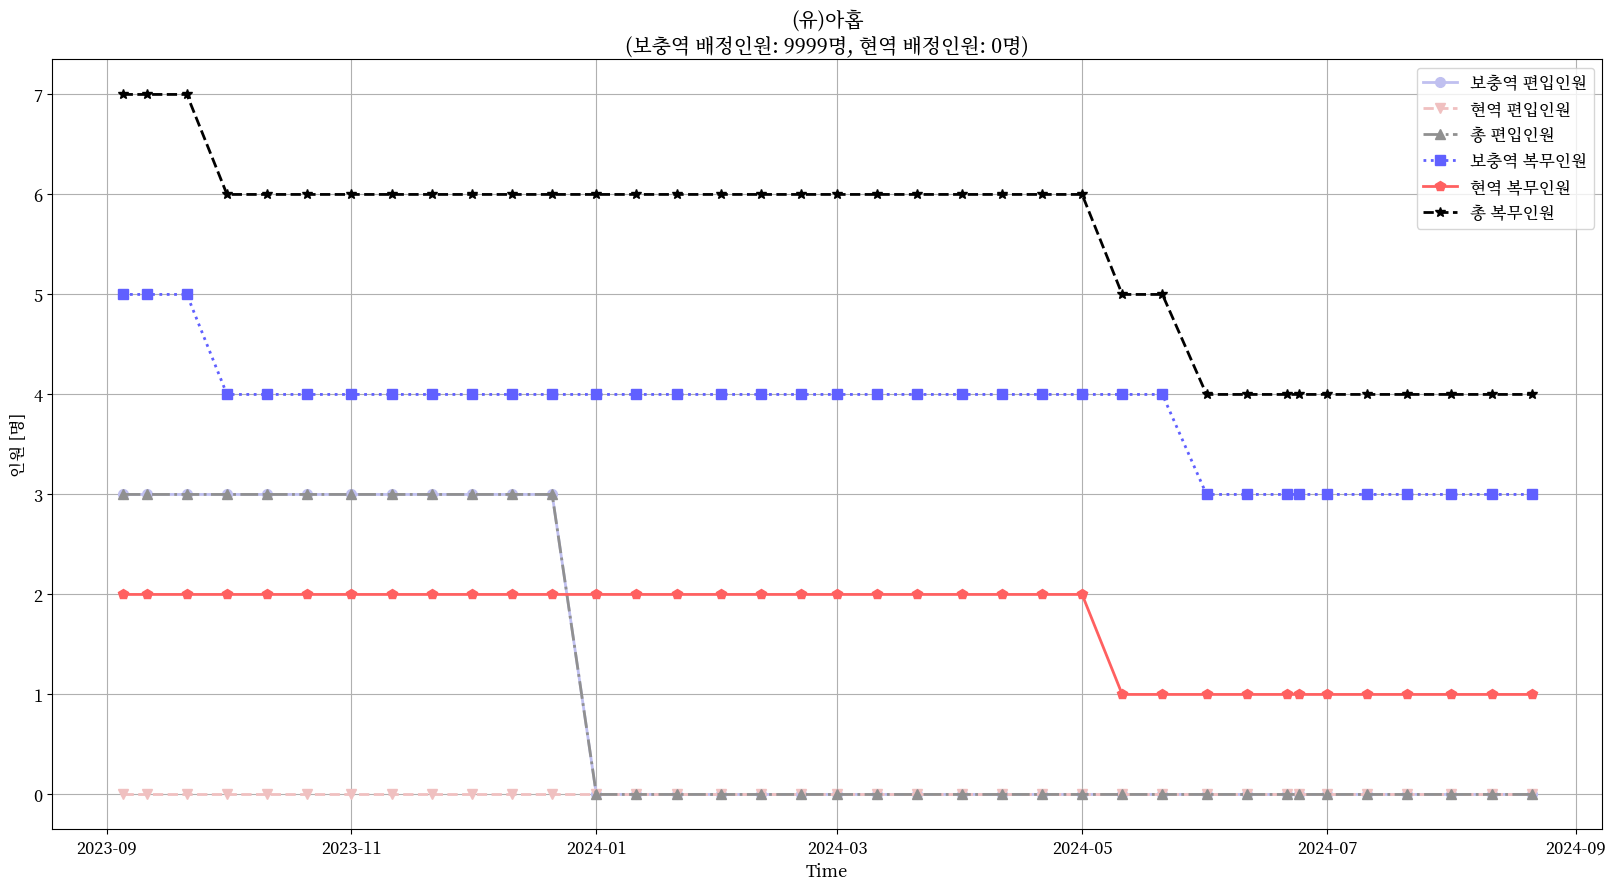 (유)아홉
(보충역 배정인원: 9999명, 현역 배정인원: 0명)
보충역 편입인원
현역 편입인원
총 편입인원
보충역 복무인원
현역 복무인원
총 복무인원
인원 [명]
7
6
5
4
3
2
1
0
2023-09
2023-11
2024-01
2024-03
2024-05
2024-07
2024-09
Time